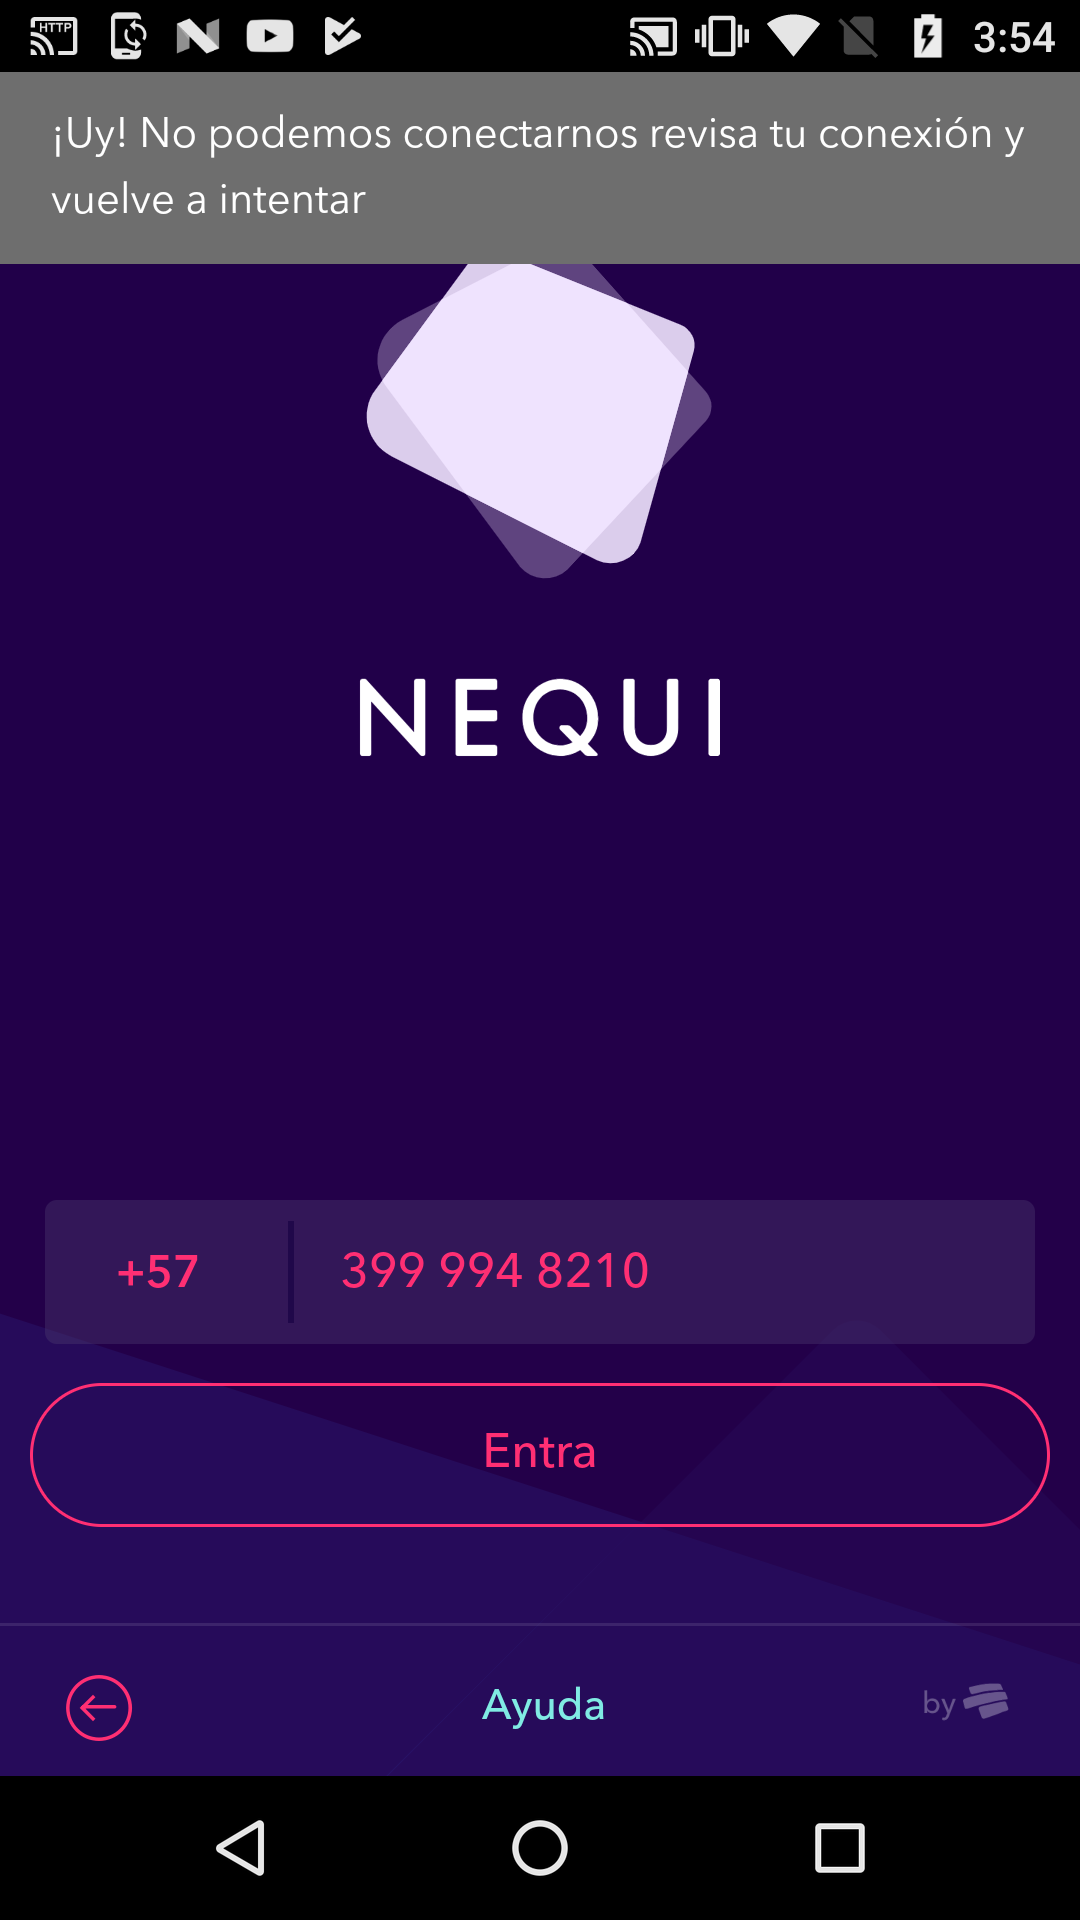 HTTP
3:54
¡Uy! No podemos conectarnos revisa tu conexión y
vuelve a intentar
NEQUI
+57
399 994 8210
Entra
Ayuda
by